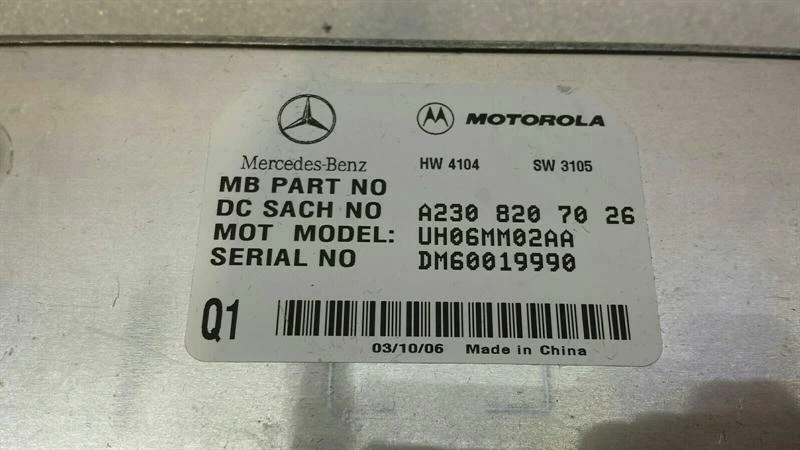 MOTOROLA
Mercedes-Benz HW 4104 SW 3105
MB PART NO
DC SACH NO A230 820 70 26
MOT MODEL: UH06MM02AA
SERIAL NO DM60019990
Q1
03/10/06 Made in China